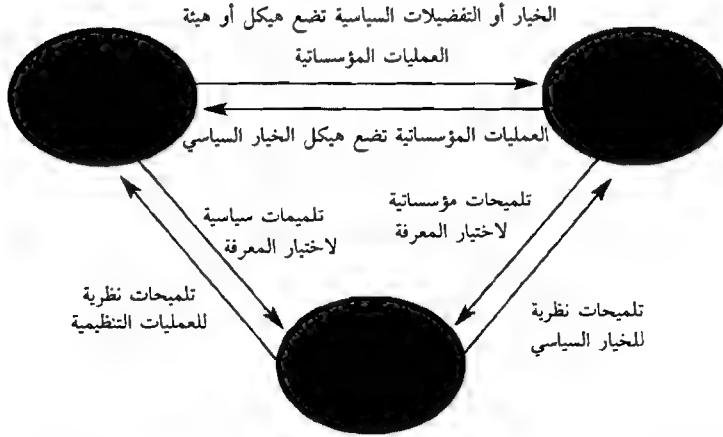 الخيار أو التفضيلات السياسية تضع هيكل أو هيئة
العمليات المؤسساتية
العمليات المؤسساتية تضع هيكل الخيار السياسي
تلميحات مؤسساتية
لاختيار المعرفة
تلميمات سياسية
لاختيار المعرفة
تلميحات نظرية
للخيار السياسي
تلميحات نظرية
للعمليات التنظيمية